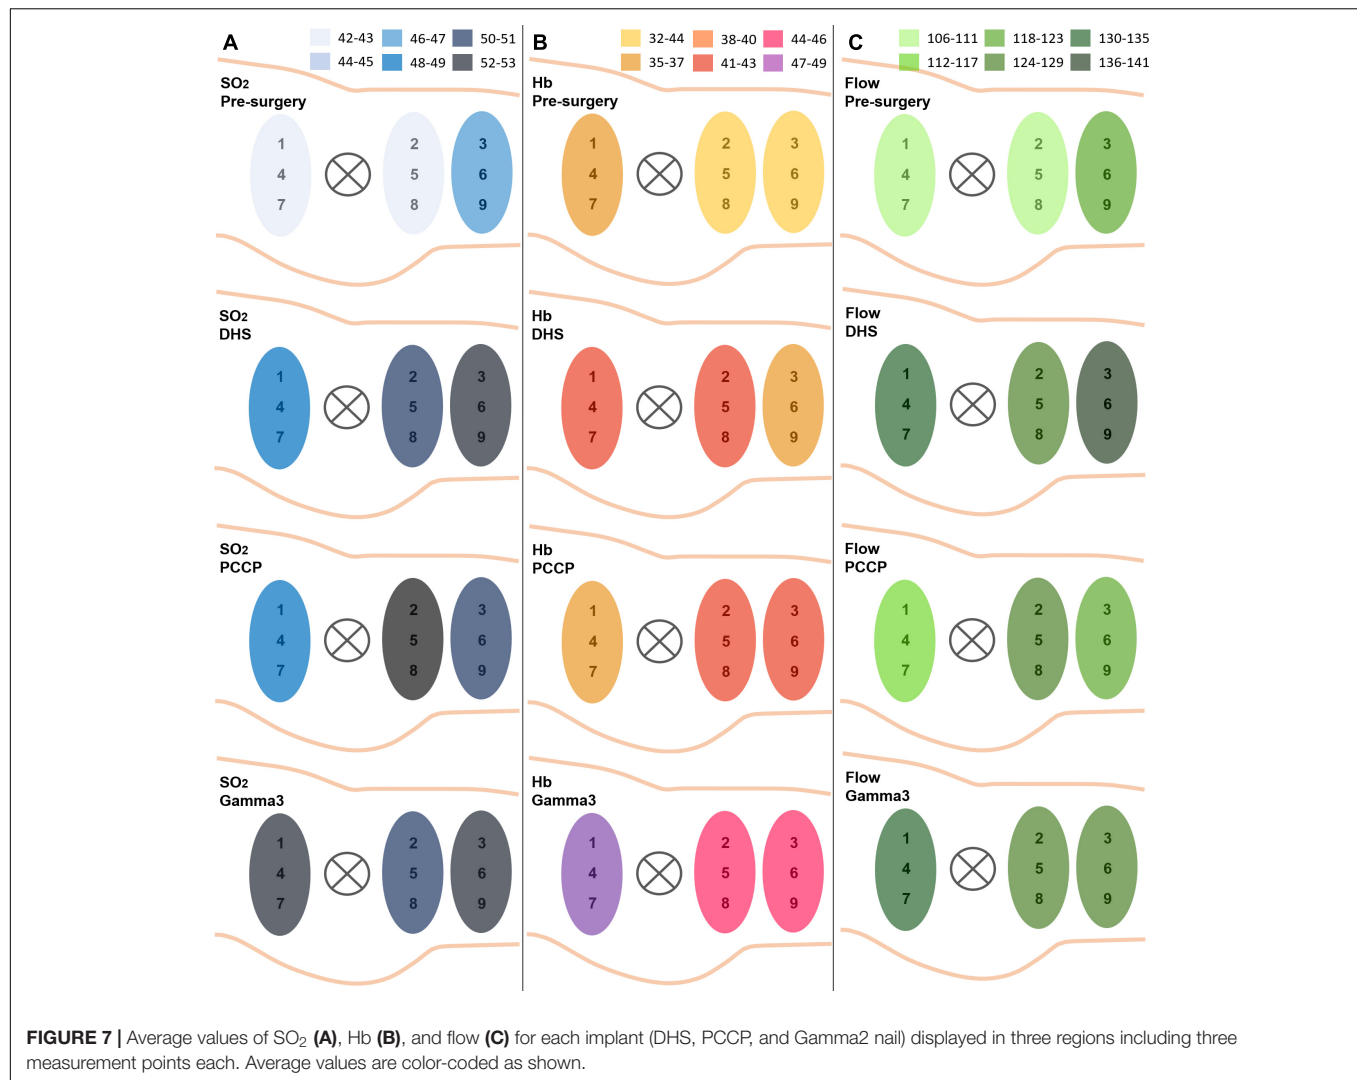 A
42-43 46-47 50-51
44-45 48-49 52-53
SO2
Pre-surgery
1 2 3
4 5 6
7 8 9
SO2
DHS
1 2 3
4 5 6
7 8 9
SO2
PCCP
1 2 3
4 5 6
7 8 9
SO2
Gamma3
1 2 3
4 5 6
7 8 9
B
32-44 38-40 44-46
35-37 41-43 47-49
Hb
Pre-surgery
1 2 3
4 5 6
7 8 9
Hb
DHS
1 2 3
4 5 6
7 8 9
Hb
PCCP
1 2 3
4 5 6
7 8 9
Hb
Gamma3
1 2 3
4 5 6
7 8 9
C
106-111 118-123 130-135
112-117 124-129 136-141
Flow
Pre-surgery
1 2 3
4 5 6
7 8 9
Flow
DHS
1 2 3
4 5 6
7 8 9
Flow
PCCP
1 2 3
4 5 6
7 8 9
Flow
Gamma3
1 2 3
4 5 6
7 8 9
FIGURE 7 | Average values of SO2 (A), Hb (B), and flow (C) for each implant (DHS, PCCP, and Gamma2 nail) displayed in three regions including three
measurement points each. Average values are color-coded as shown.